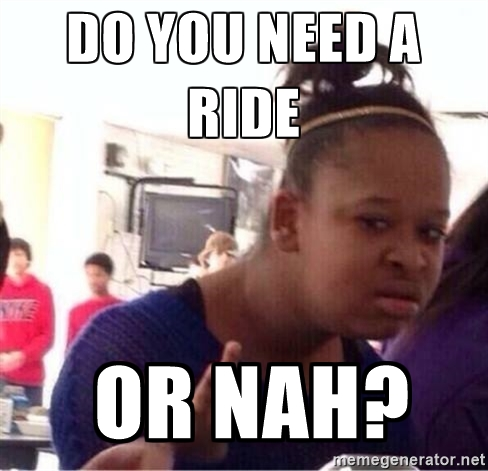 DO YOU NEED A
RIDE
OR NAH?
memegenerator.net